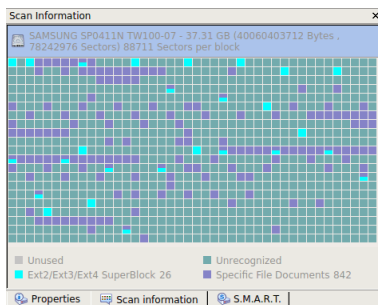 Scan Information
SAMSUNG SP0411N TW100-07 - 37.31 GB (40060403712 Bytes ,
78242976 Sectors) 88711 Sectors per block
Unused
Unrecognized
Ext2/Ext3/Ext4 SuperBlock 26
Specific File Documents 842
Properties
Scan information
S.M.A.R.T.